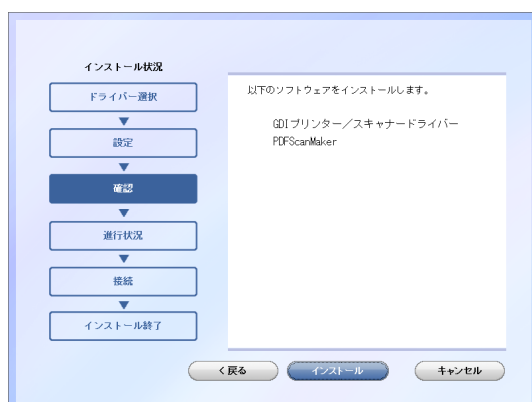 インストール状況
ドライバー選択
設定
確認
進行状況
接続
インストール終了
以下のソフトウェアをインストールします。
GDIプリンター／スキャナードライバー
PDFScanMaker
< 戻る
インストール
キャンセル